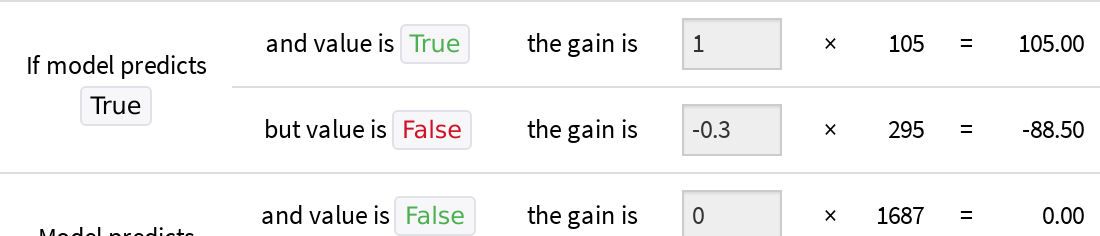 If model predicts
True
and value is True the gain is 1 × 105 = 105.00
but value is False the gain is -0.3 × 295 = -88.50
and value is False the gain is 0 × 1687 = 0.00
Model predicts